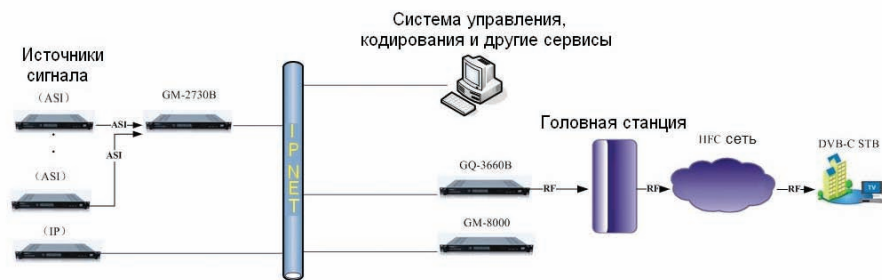 Система управления,
кодирования и другие сервисы
Источники
сигнала
(ASI)
GM-2730B
ASI
ASI
(ASI)
(IP)
IP NET
GQ-3660B
GM-8000
RF
Головная станция
RF
HFC сеть
RF
DVB-C STB
TV